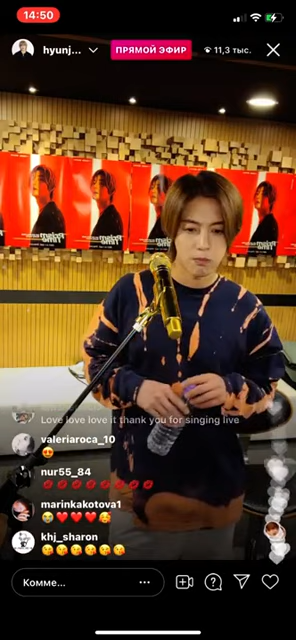 14:50
hyunj...
ПРЯМОЙ ЭФИР
11,3 тыс.
Love love love it thank you for singing live
valeriaroca_10
nur55_84
marinkakotova1
khj_sharon
Комме...